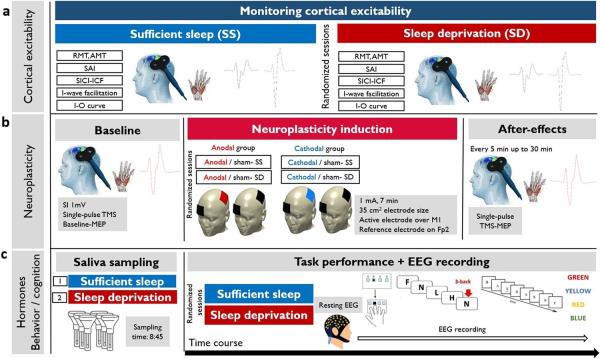 a
Monitoring cortical excitability
Cortical excitability
Sufficient sleep (SS)
RMT,AMT
SAI
SICI-ICF
I-wave facilitation
I-O curve
Randomized sessions
Sleep deprivation (SD)
RMT,AMT
SAI
SICI-ICF
I-wave facilitation
I-O curve
b
Neuroplasticity
Baseline
SI 1mV
Single-pulse TMS
Baseline-MEP
Neuroplasticity induction
Randomized sessions
Anodal group
Anodal / sham- SS
Anodal / sham- SD
Cathodal group
Cathodal / sham- SS
Cathodal / sham- SD
1 mA, 7 min
35 cm² electrode size
Active electrode over M1
Reference electrode on Fp2
After-effects
Every 5 min up to 30 min
Single-pulse
TMS-MEP
c
Hormones
Behavior / cognition
Saliva sampling
1 Sufficient sleep
2 Sleep deprivation
Sampling
time: 8:45
Task performance + EEG recording
Randomized
sessions
Sufficient sleep
Sleep deprivation
Resting EEG
F
N
L
H
N
3-back
RED
YELLOW
GREEN
BLUE
EEG recording
Time course